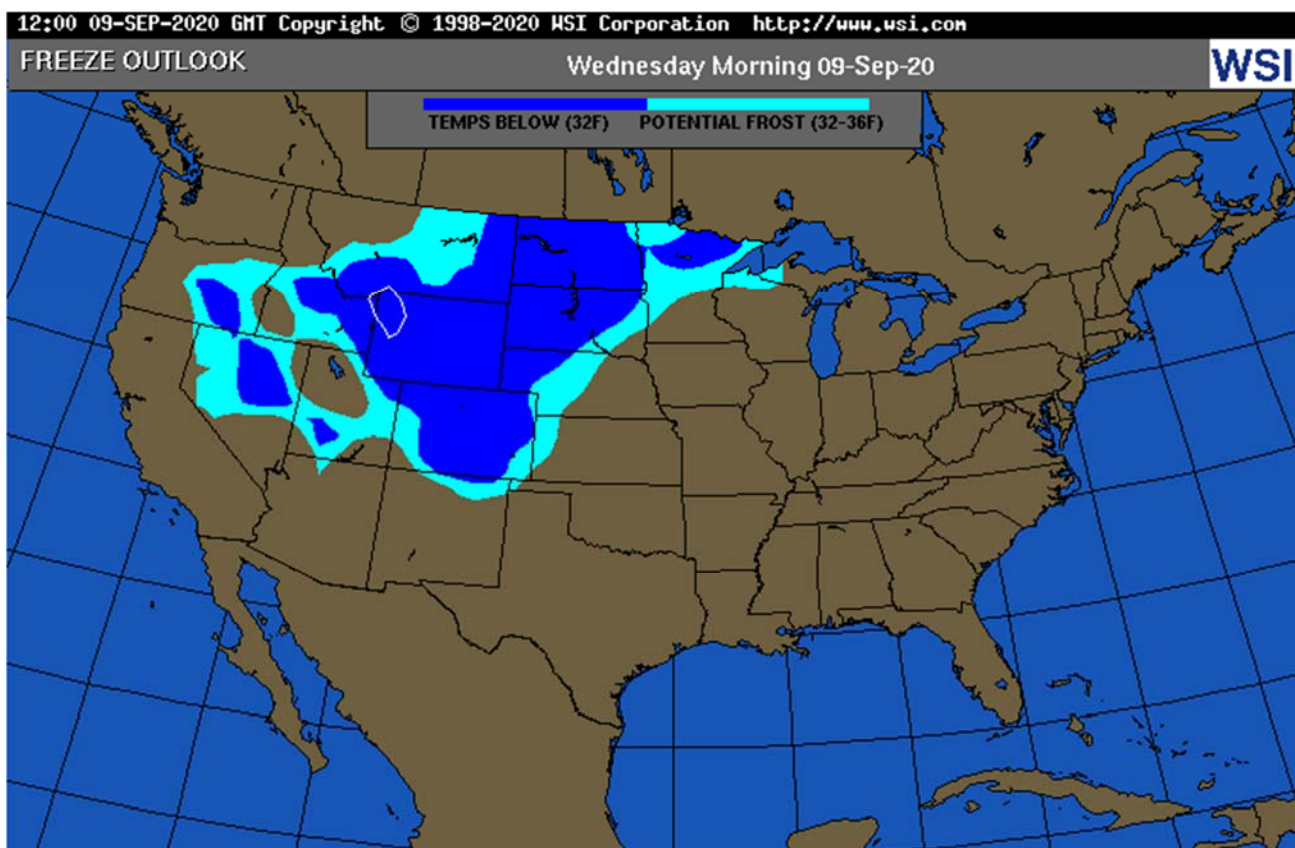 12:00 09-SEP-2020 GMT Copyright © 1998-2020 WSI Corporation http://www.wsi.com
FREEZE OUTLOOK
Wednesday Morning 09-Sep-20
WSI
TEMPS BELOW (32F) POTENTIAL FROST (32-36F)